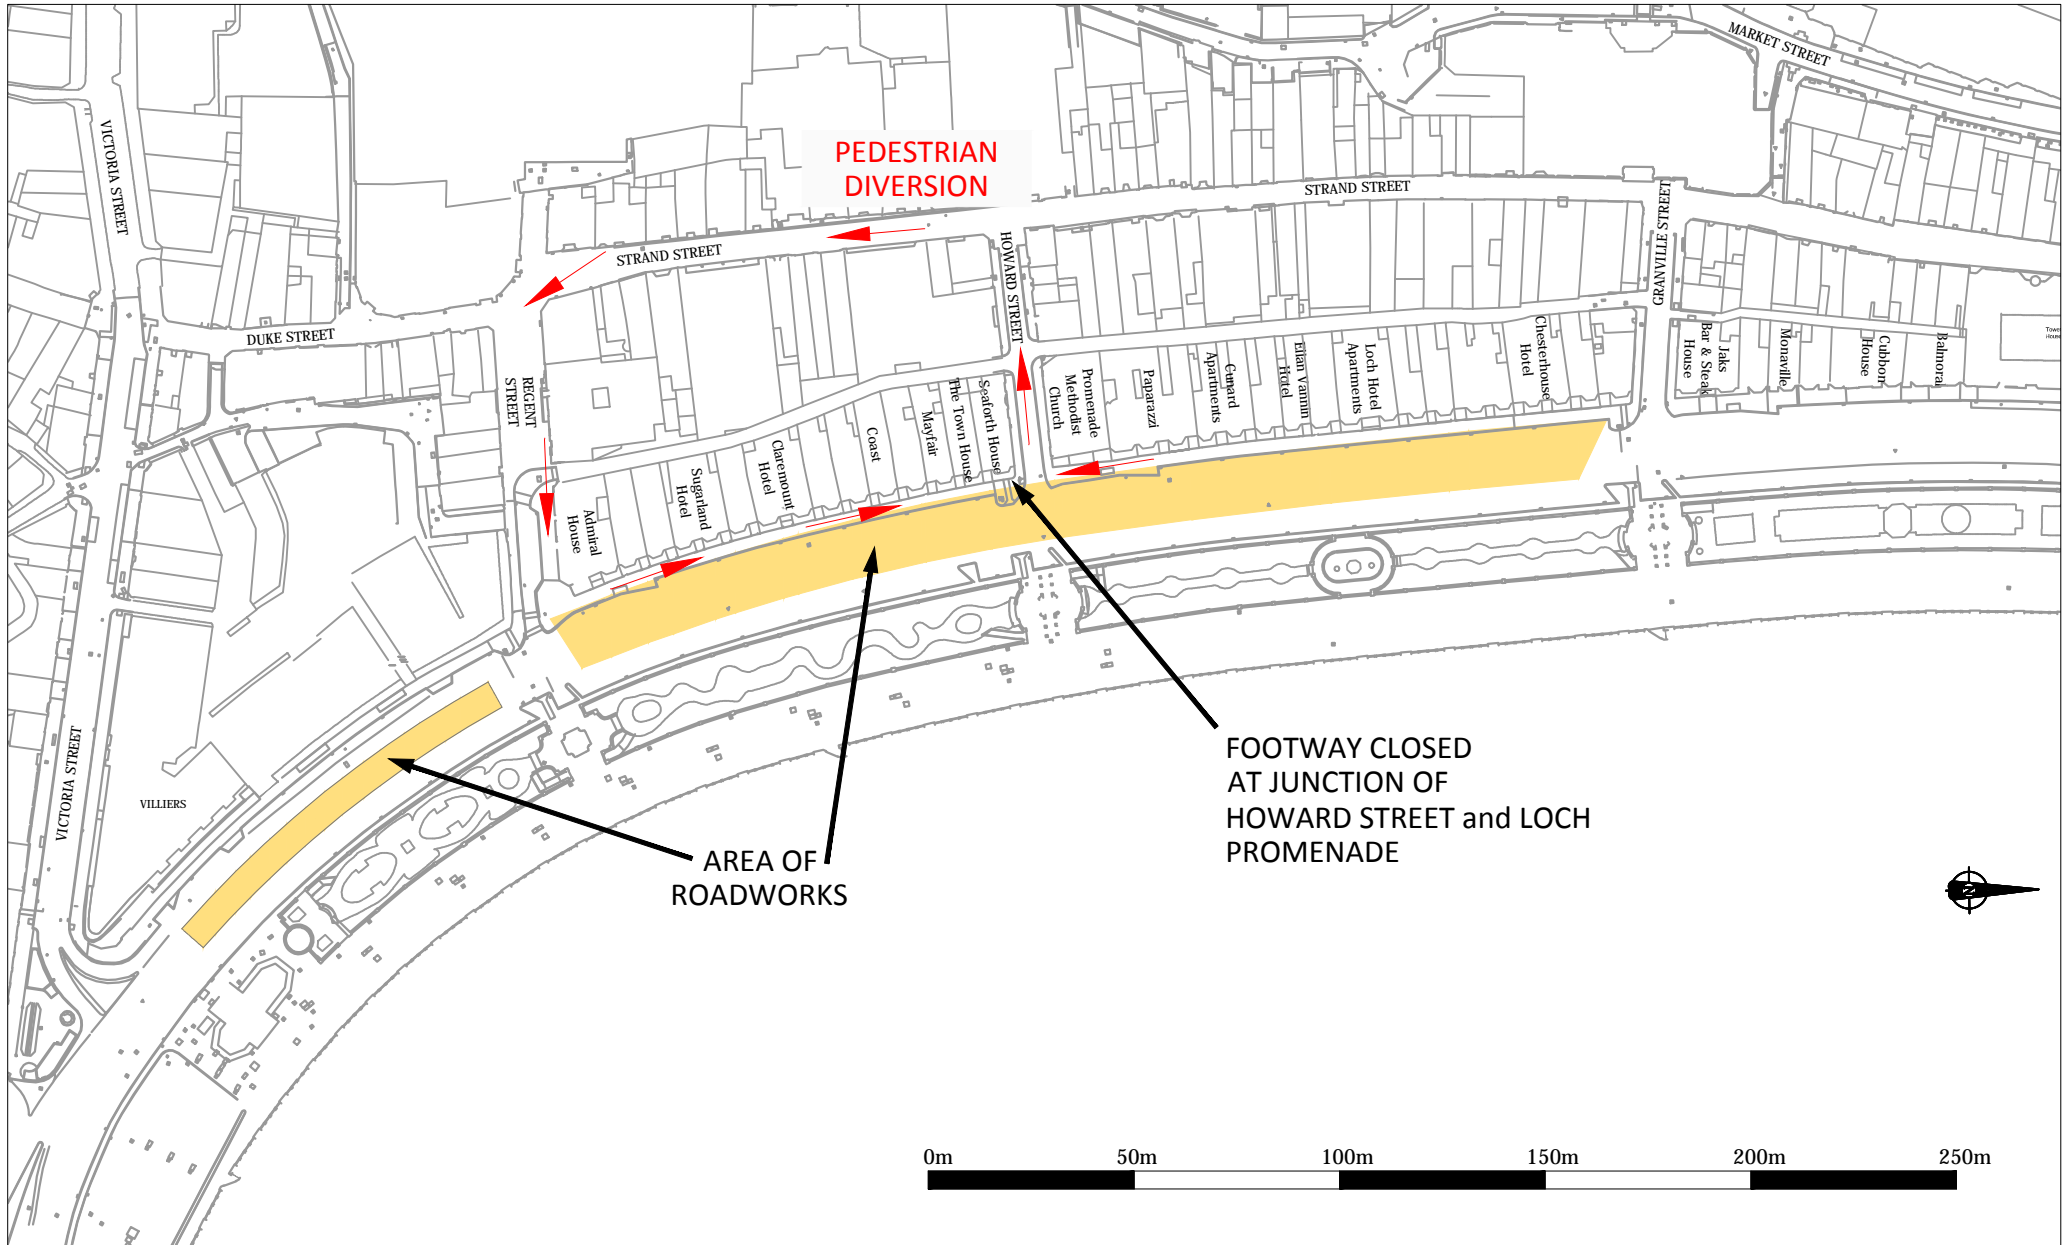 MARKET STREET
VICTORIA STREET
PEDESTRIAN
DIVERSION
STRAND STREET
GRANVILLE STREET
STRAND STREET
HOWARD STREET
DUKE STREET
REGENT
STREET
Admiral
House
Sugarland
Hotel
Claremount
Hotel
Coast
Mayfair
The Town House
Seaforth House
Promenade
Methodist
Church
Paparazzi
Cunard
Apartments
Ellan Vannin
Hotel
Loch Hotel
Apartments
Chesterhouse
Hotel
Jaks
Bar & Steak
House
Monaville
Cubbon
House
Balmoral
Tower
House
VICTORIA STREET
VILLIERS
AREA OF
ROADWORKS
FOOTWAY CLOSED
AT JUNCTION OF
HOWARD STREET and LOCH
PROMENADE
N
0m 50m 100m 150m 200m 250m